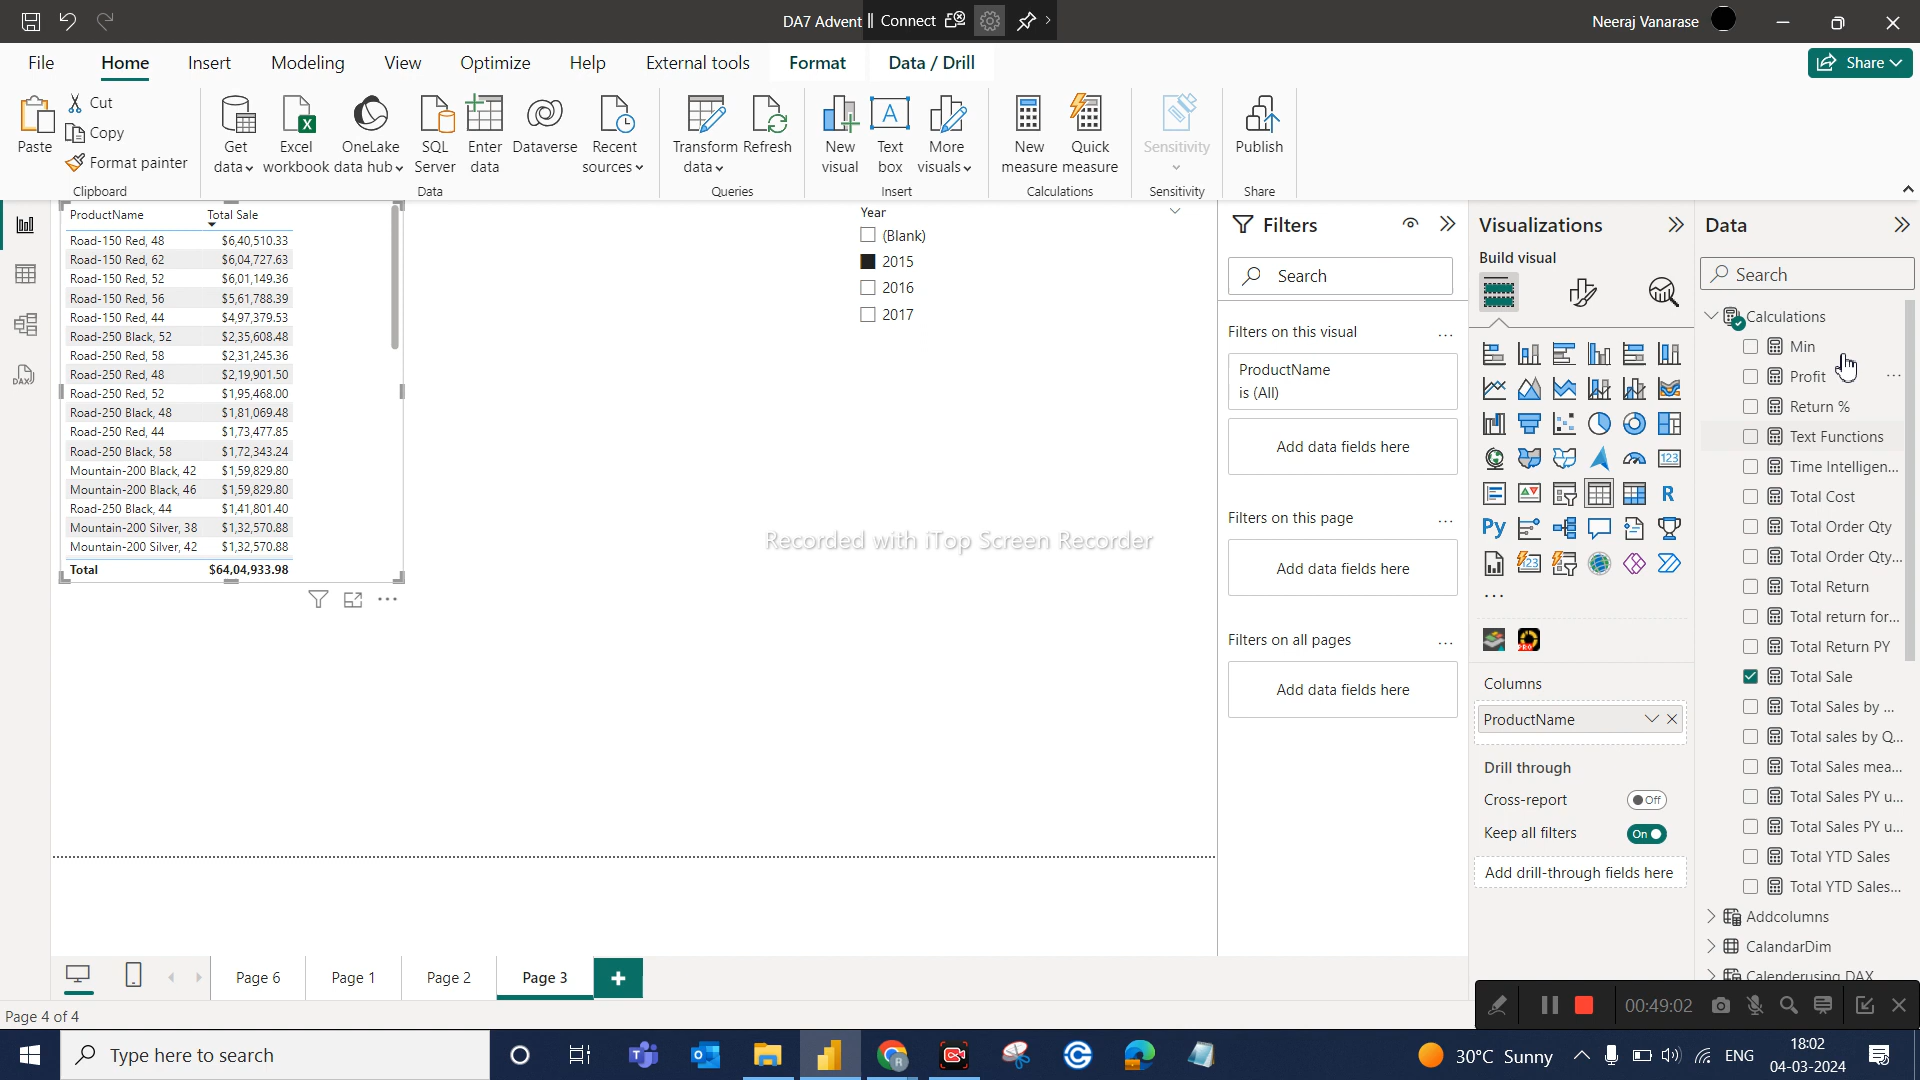 DA7 Advent
Connect
Neeraj Vanarase
File Home Insert Modeling View Optimize Help External tools Format Data / Drill
Share
Paste
Cut
Copy
Format painter
Clipboard
Get data
Excel workbook
OneLake data hub
SQL Server
Enter data
Dataverse
Recent sources
Data
Transform data
Refresh
Queries
New visual
Text box
More visuals
Insert
New measure
Quick measure
Calculations
Sensitivity
Sensitivity
Publish
Share
ProductName Total Sale
Road-150 Red, 48 $6,40,510.33
Road-150 Red, 62 $6,04,727.63
Road-150 Red, 52 $6,01,149.36
Road-150 Red, 56 $5,61,788.39
Road-150 Red, 44 $4,97,379.53
Road-250 Black, 52 $2,35,608.48
Road-250 Red, 58 $2,31,245.36
Road-250 Red, 48 $2,19,901.50
Road-250 Red, 52 $1,95,468.00
Road-250 Black, 48 $1,81,069.48
Road-250 Red, 44 $1,73,477.85
Road-250 Black, 58 $1,72,343.24
Mountain-200 Black, 42 $1,59,829.80
Mountain-200 Black, 46 $1,59,829.80
Road-250 Black, 44 $1,41,801.40
Mountain-200 Silver, 38 $1,32,570.88
Mountain-200 Silver, 42 $1,32,570.88
Total $64,04,933.98
Year
(Blank)
2015
2016
2017
Recorded with iTop Screen Recorder
Filters
Search
Filters on this visual ...
ProductName
is (All)
Add data fields here
Filters on this page ...
Add data fields here
Filters on all pages ...
Add data fields here
Visualizations
Build visual
123
R
Py
123
...
PRO
Columns
ProductName
Drill through
Cross-report Off
Keep all filters On
Add drill-through fields here
Data
Search
Calculations
Min
Profit ...
Return %
Text Functions
Time Intelligen...
Total Cost
Total Order Qty
Total Order Qty...
Total Return
Total return for...
Total Return PY
Total Sale
Total Sales by ...
Total sales by Q...
Total Sales mea...
Total Sales PY u...
Total Sales PY u...
Total YTD Sales
Total YTD Sales...
Addcolumns
CalandarDim
Calenderusing DAX
DAX
Page 6 Page 1 Page 2 Page 3 +
Page 4 of 4
00:49:02
Type here to search
30°C Sunny
ENG
18:02
04-03-2024